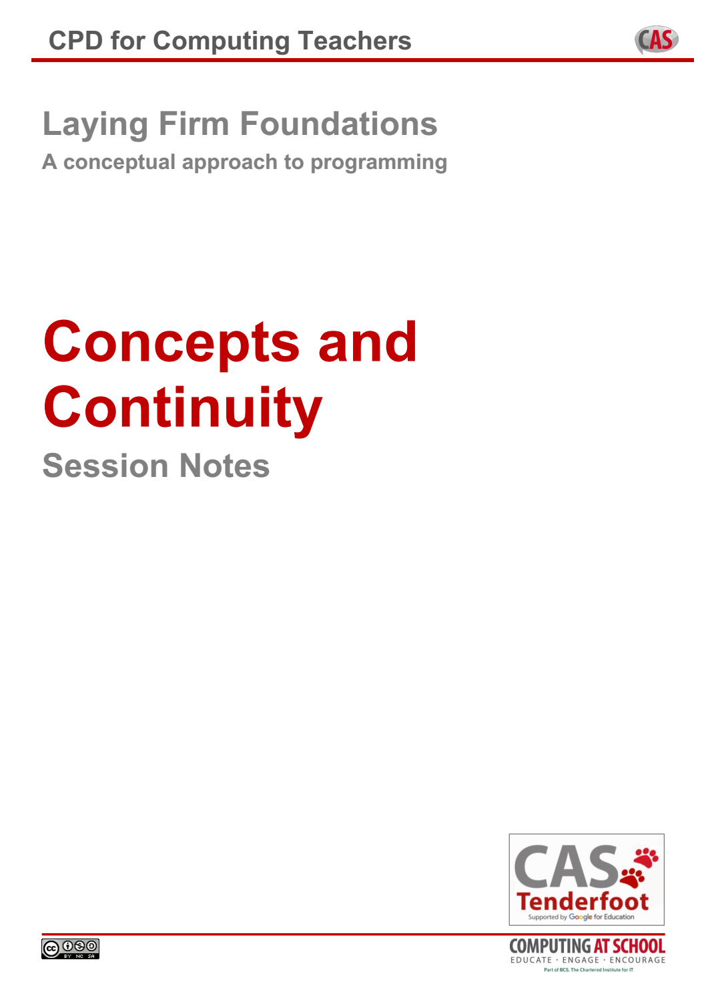 CPD for Computing Teachers
CAS
Laying Firm Foundations
A conceptual approach to programming
Concepts and
Continuity
Session Notes
CAS
Tenderfoot
Supported by Google for Education
cc
BY NC SA
COMPUTING AT SCHOOL
EDUCATE · ENGAGE · ENCOURAGE
Part of BCS, The Chartered Institute for IT